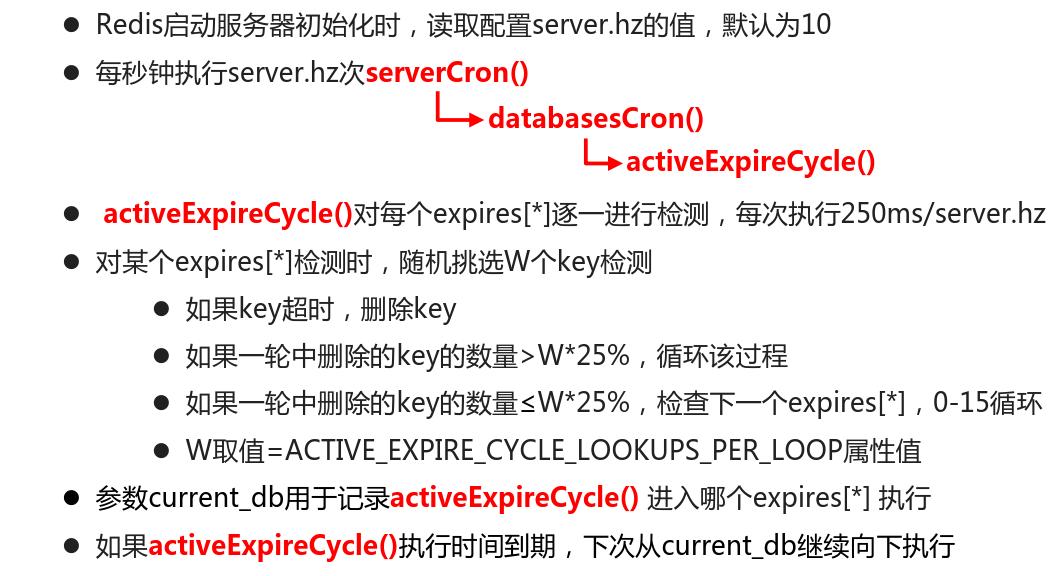 ● Redis启动服务器初始化时，读取配置server.hz的值，默认为10
● 每秒钟执行server.hz次serverCron()
databasesCron()
activeExpireCycle()
● activeExpireCycle()对每个expires[*]逐一进行检测，每次执行250ms/server.hz
● 对某个expires[*]检测时，随机挑选W个key检测
● 如果key超时，删除key
● 如果一轮中删除的key的数量>W*25%，循环该过程
● 如果一轮中删除的key的数量≤W*25%，检查下一个expires[*]，0-15循环
● W取值=ACTIVE_EXPIRE_CYCLE_LOOKUPS_PER_LOOP属性值
● 参数current_db用于记录activeExpireCycle() 进入哪个expires[*] 执行
● 如果activeExpireCycle()执行时间到期，下次从current_db继续向下执行